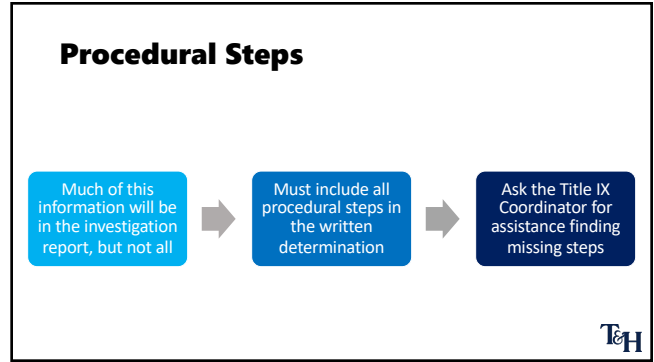 Procedural Steps
Much of this
information will be
in the investigation
report, but not all
Must include all
procedural steps in
the written
determination
Ask the Title IX
Coordinator for
assistance finding
missing steps
T&H